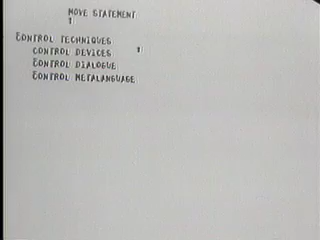 MOVE STATEMENT
CONTROL TECHNIQUES
CONTROL DEVICES
CONTROL DIALOGUE
CONTROL METALANGUAGE